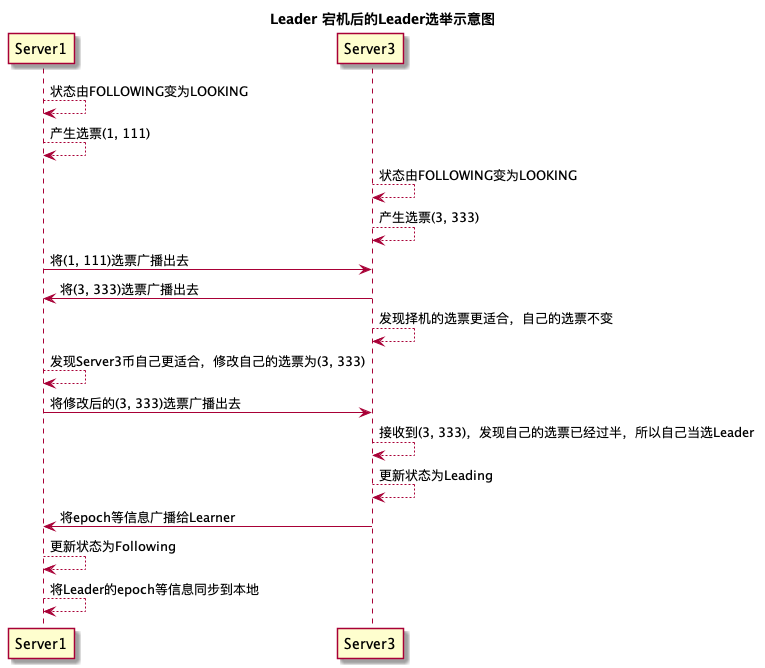 Leader 宕机后的Leader选举示意图
Server1
Server3
状态由FOLLOWING变为LOOKING
产生选票(1, 111)
状态由FOLLOWING变为LOOKING
产生选票(3, 333)
将(1, 111)选票广播出去
将(3, 333)选票广播出去
发现择机的选票更适合，自己的选票不变
发现Server3币自己更适合，修改自己的选票为(3, 333)
将修改后的(3, 333)选票广播出去
接收到(3, 333)，发现自己的选票已经过半，所以自己当选Leader
更新状态为Leading
将epoch等信息广播给Learner
更新状态为Following
将Leader的epoch等信息同步到本地
Server1
Server3